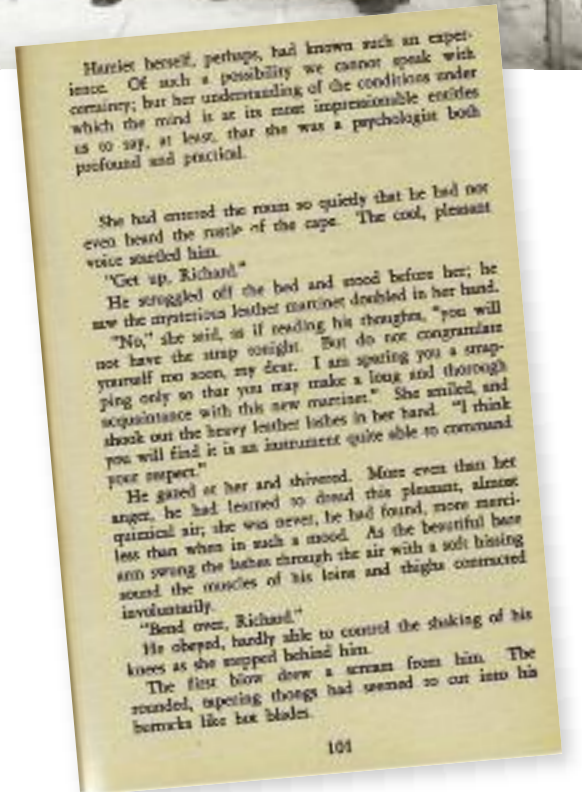 Harriet herself, perhaps, had known such an exper-
ience. Of such a possibility we cannot speak with
certainty; but her understanding of the conditions under
which the mind is at its most impressionable entitles
us to say, at least, that she was a psychologist both
profound and practical.
She had entered the room so quietly that he had not
even heard the rustle of the cape. The cool, pleasant
voice startled him.
"Get up, Richard."
He struggled off the bed and stood before her; he
saw the mysterious leather martinet doubled in her hand.
"No," she said, as if reading his thoughts, "you will
not have the strap tonight. But do not congratulate
yourself too soon, my dear. I am sparing you a strap-
ping only so that you may make a long and thorough
acquaintance with this new martinet." She smiled, and
shook out the heavy leather lashes in her hand. "I think
you will find it is an instrument quite able to command
your respect."
He gazed at her and shivered. More even than her
anger, he had learned to dread this pleasant, almost
quizzical air; she was never, he had found, more merci-
less than when in such a mood. As the beautiful bare
arm swung the lashes through the air with a soft hissing
sound the muscles of his loins and thighs contracted
involuntarily.
"Bend over, Richard."
He obeyed, hardly able to control the shaking of his
knees as she stepped behind him.
The first blow drew a scream from him. The
rounded, tapering thongs had seemed to cut into his
buttocks like hot blades.
101